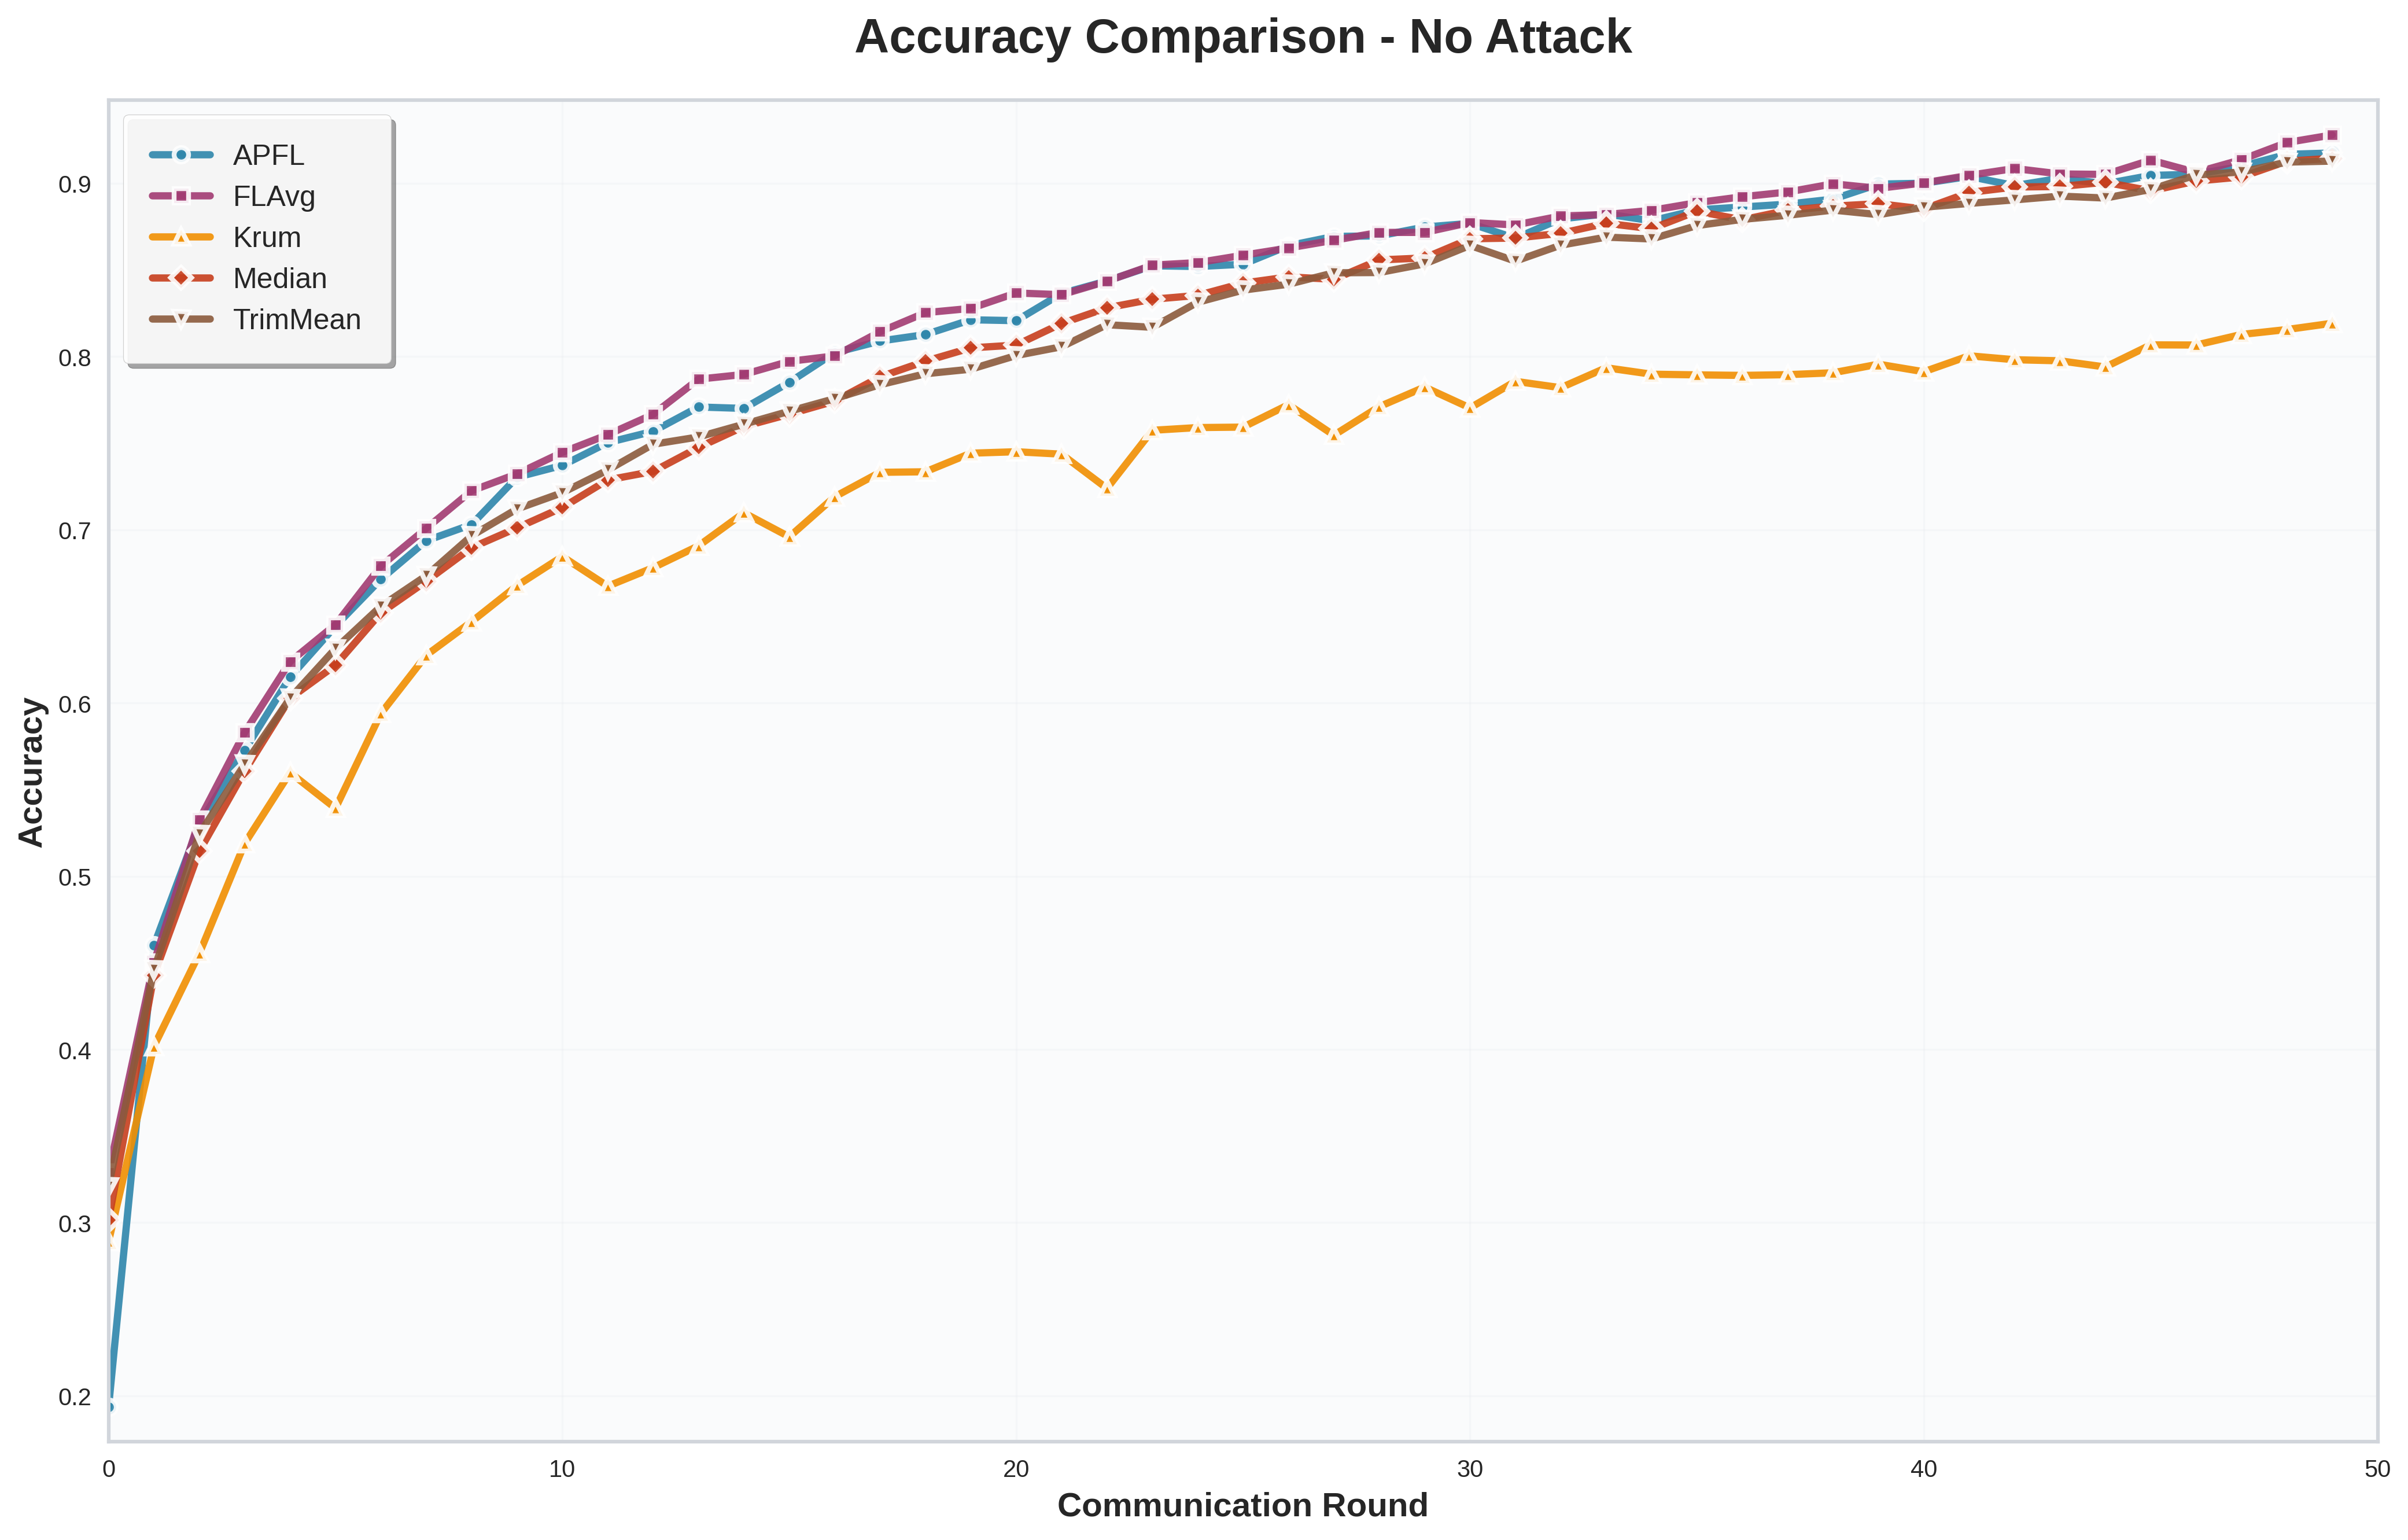 Accuracy Comparison - No Attack
APFL
FLAvg
Krum
Median
TrimMean
0.9
0.8
0.7
0.6
0.5
0.4
0.3
0.2
Accuracy
0 10 20 30 40 50
Communication Round